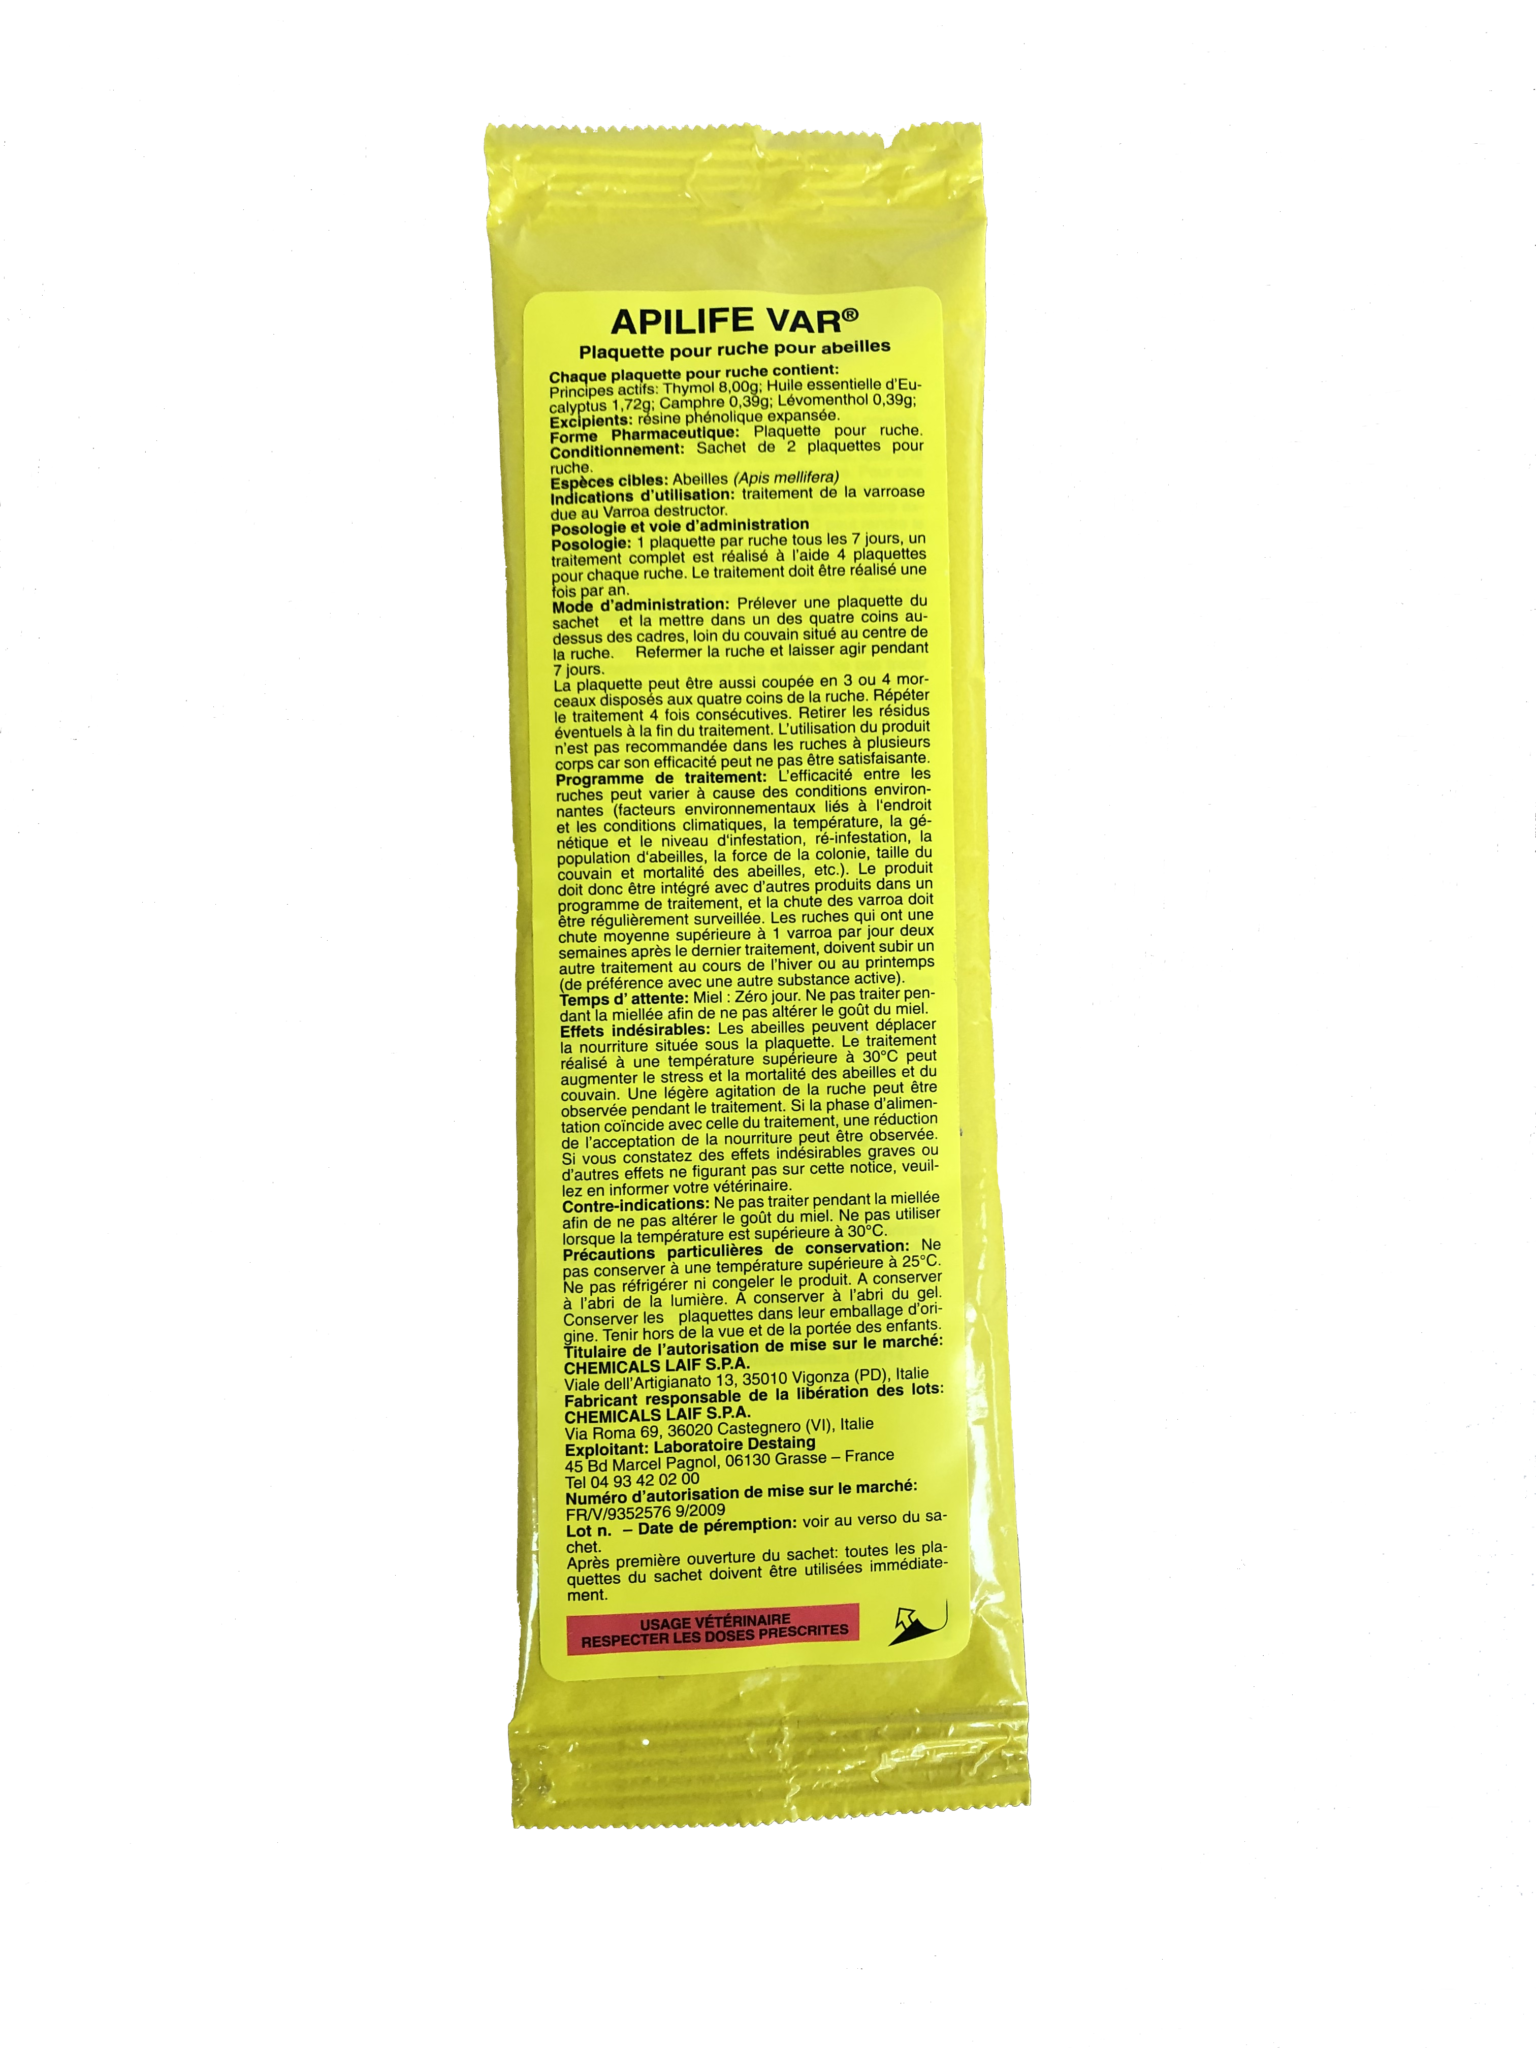 APILIFE VAR®
Plaquette pour ruche pour abeilles
Chaque plaquette pour ruche contient:
Principes actifs: Thymol 8,00g; Huile essentielle d'Eu-
calyptus 1,72g; Camphre 0,39g; Lévomenthol 0,39g;
Excipients: résine phénolique expansée.
Forme Pharmaceutique: Plaquette pour ruche.
Conditionnement: Sachet de 2 plaquettes pour
ruche.
Espèces cibles: Abeilles (Apis mellifera)
Indications d'utilisation: traitement de la varroase
due au Varroa destructor.
Posologie et voie d'administration
Posologie: 1 plaquette par ruche tous les 7 jours, un
traitement complet est réalisé à l'aide 4 plaquettes
pour chaque ruche. Le traitement doit être réalisé une
fois par an.
Mode d'administration: Prélever une plaquette du
sachet et la mettre dans un des quatre coins au-
dessus des cadres, loin du couvain situé au centre de
la ruche. Refermer la ruche et laisser agir pendant
7 jours.
La plaquette peut être aussi coupée en 3 ou 4 mor-
ceaux disposés aux quatre coins de la ruche. Répéter
le traitement 4 fois consécutives. Retirer les résidus
éventuels à la fin du traitement. L'utilisation du produit
n'est pas recommandée dans les ruches à plusieurs
corps car son efficacité peut ne pas être satisfaisante.
Programme de traitement: L'efficacité entre les
ruches peut varier à cause des conditions environ-
nantes (facteurs environnementaux liés à l'endroit
et les conditions climatiques, la température, la gé-
nétique et le niveau d'infestation, ré-infestation, la
population d'abeilles, la force de la colonie, taille du
couvain et mortalité des abeilles, etc.). Le produit
doit donc être intégré avec d'autres produits dans un
programme de traitement, et la chute des varroa doit
être régulièrement surveillée. Les ruches qui ont une
chute moyenne supérieure à 1 varroa par jour deux
semaines après le dernier traitement, doivent subir un
autre traitement au cours de l'hiver ou au printemps
(de préférence avec une autre substance active).
Temps d' attente: Miel : Zéro jour. Ne pas traiter pen-
dant la miellée afin de ne pas altérer le goût du miel.
Effets indésirables: Les abeilles peuvent déplacer
la nourriture située sous la plaquette. Le traitement
réalisé à une température supérieure à 30°C peut
augmenter le stress et la mortalité des abeilles et du
couvain. Une légère agitation de la ruche peut être
observée pendant le traitement. Si la phase d'alimen-
tation coïncide avec celle du traitement, une réduction
de l'acceptation de la nourriture peut être observée.
Si vous constatez des effets indésirables graves ou
d'autres effets ne figurant pas sur cette notice, veuil-
lez en informer votre vétérinaire.
Contre-indications: Ne pas traiter pendant la miellée
afin de ne pas altérer le goût du miel. Ne pas utiliser
lorsque la température est supérieure à 30°C.
Précautions particulières de conservation: Ne
pas conserver à une température supérieure à 25°C.
Ne pas réfrigérer ni congeler le produit. A conserver
à l'abri de la lumière. A conserver à l'abri du gel.
Conserver les plaquettes dans leur emballage d'ori-
gine. Tenir hors de la vue et de la portée des enfants.
Titulaire de l'autorisation de mise sur le marché:
CHEMICALS LAIF S.P.A.
Viale dell'Artigianato 13, 35010 Vigonza (PD), Italie
Fabricant responsable de la libération des lots:
CHEMICALS LAIF S.P.A.
Via Roma 69, 36020 Castegnero (VI), Italie
Exploitant: Laboratoire Destaing
45 Bd Marcel Pagnol, 06130 Grasse – France
Tel 04 93 42 02 00
Numéro d'autorisation de mise sur le marché:
FR/V/9352576 9/2009
Lot n. – Date de péremption: voir au verso du sa-
chet.
Après première ouverture du sachet: toutes les pla-
quettes du sachet doivent être utilisées immédiate-
ment.
USAGE VÉTÉRINAIRE
RESPECTER LES DOSES PRESCRITES